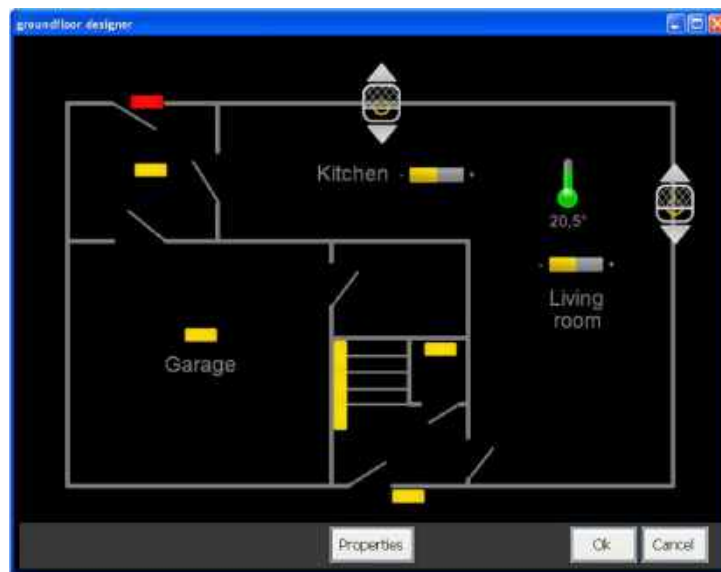 groundfloor designer
Kitchen - +
20,5°
- +
Living
room
Garage
Properties Ok Cancel